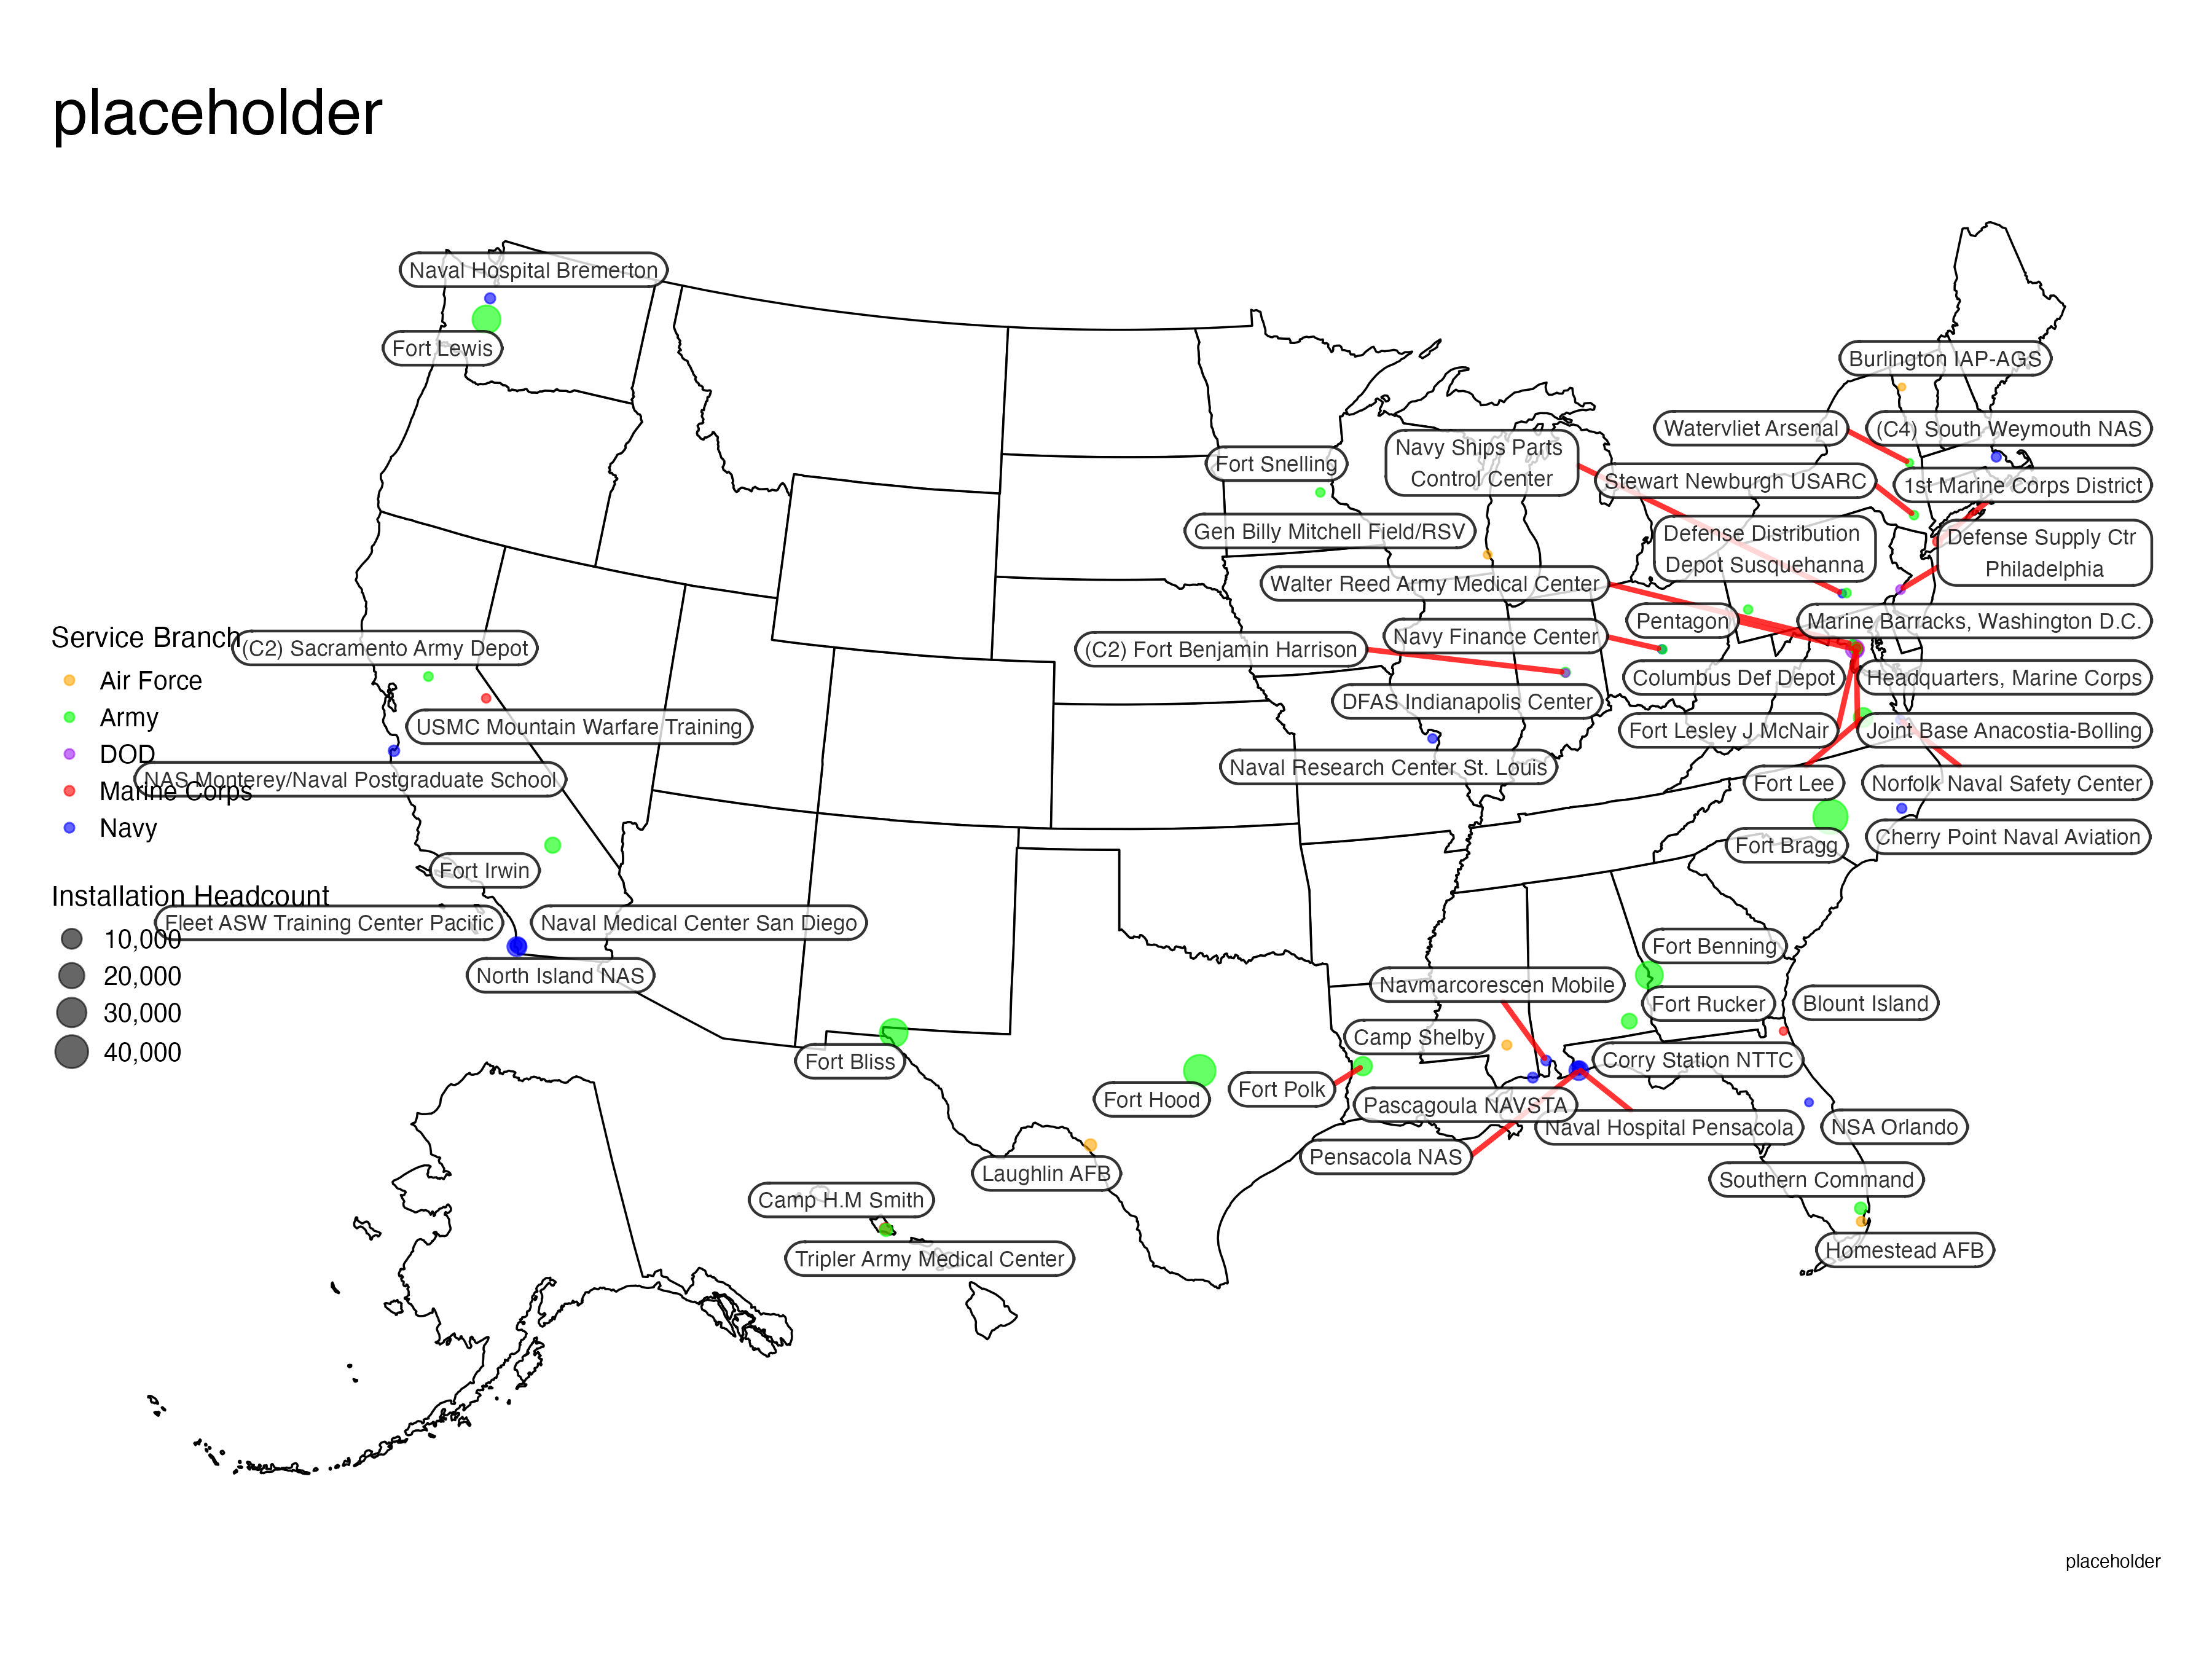 placeholder
Naval Hospital Bremerton
Fort Lewis
Burlington IAP-AGS
Watervliet Arsenal
(C4) South Weymouth NAS
Navy Ships Parts
Control Center
Fort Snelling
Stewart Newburgh USARC
1st Marine Corps District
Gen Billy Mitchell Field/RSV
Defense Distribution
Depot Susquehanna
Defense Supply Ctr
Philadelphia
Walter Reed Army Medical Center
Pentagon
Marine Barracks, Washington D.C.
Navy Finance Center
(C2) Fort Benjamin Harrison
Service Branch
(C2) Sacramento Army Depot
Air Force
Army
DOD
Marine Corps
Navy
Columbus Def Depot
Headquarters, Marine Corps
DFAS Indianapolis Center
USMC Mountain Warfare Training
Fort Lesley J McNair
Joint Base Anacostia-Bolling
Naval Research Center St. Louis
NAS Monterey/Naval Postgraduate School
Fort Lee
Norfolk Naval Safety Center
Fort Bragg
Cherry Point Naval Aviation
Fort Irwin
Installation Headcount
10,000
20,000
30,000
40,000
Fleet ASW Training Center Pacific
Naval Medical Center San Diego
North Island NAS
Fort Benning
Navmarcorescen Mobile
Fort Rucker
Blount Island
Camp Shelby
Fort Bliss
Corry Station NTTC
Fort Hood
Fort Polk
Pascagoula NAVSTA
Naval Hospital Pensacola
NSA Orlando
Pensacola NAS
Laughlin AFB
Southern Command
Camp H.M Smith
Tripler Army Medical Center
Homestead AFB
placeholder